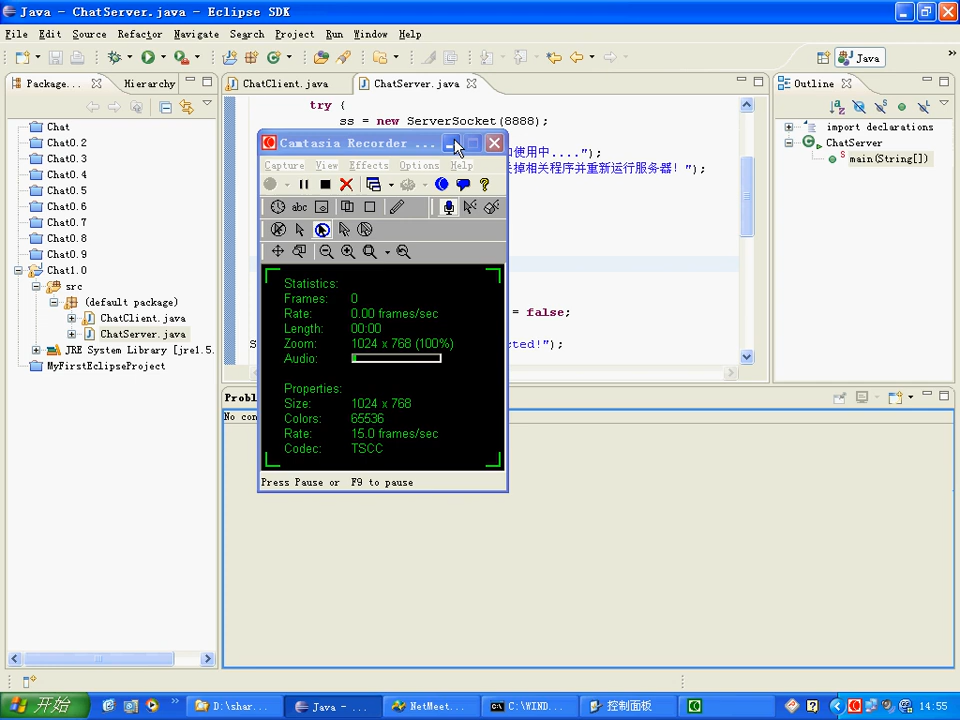 Java - ChatServer.java - Eclipse SDK
File Edit Source Refactor Navigate Search Project Run Window Help
Java
Package...
Hierarchy
ChatClient.java
ChatServer.java
Outline
Chat
Chat0.2
Chat0.3
Chat0.4
Chat0.5
Chat0.6
Chat0.7
Chat0.8
Chat0.9
Chat1.0
src
(default package)
ChatClient.java
ChatServer.java
JRE System Library [jre1.5.
MyFirstEclipseProject
try {
ss = new ServerSocket(8888);
使用中....");
掉相关程序并重新运行服务器！");
= false;
cted!");
import declarations
ChatServer
main(String[])
Camtasia Recorder ...
Capture View Effects Options Help
abc
Statistics:
Frames: 0
Rate: 0.00 frames/sec
Length: 00:00
Zoom: 1024 x 768 (100%)
Audio:
Properties:
Size: 1024 x 768
Colors: 65536
Rate: 15.0 frames/sec
Codec: TSCC
Press Pause or F9 to pause
Probl
No con
开始
D:\shar...
Java - ...
NetMeet...
C:\WIND...
控制面板
14:55